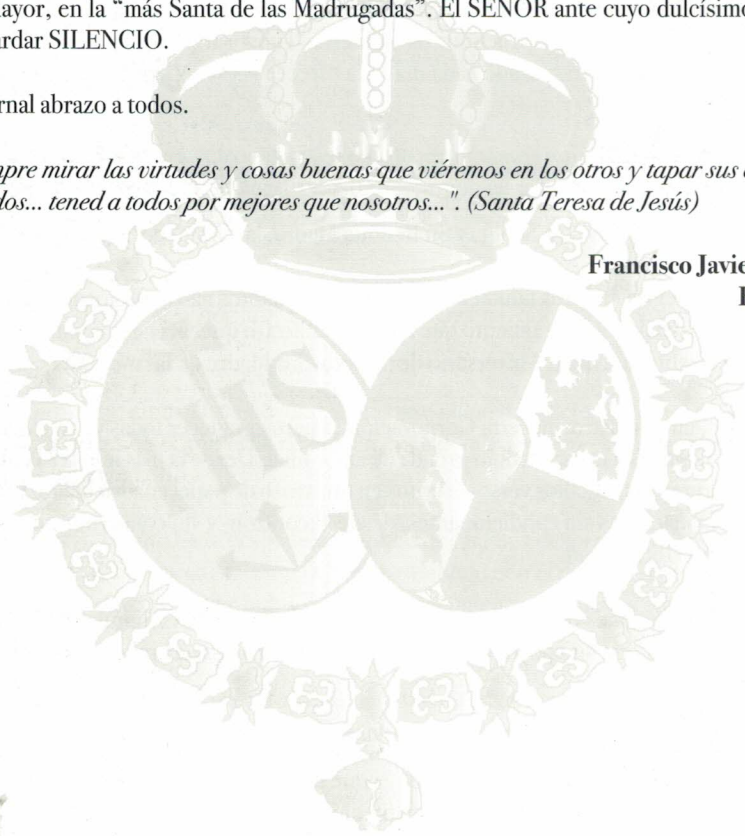 ayor, en la “más Santa de las Madrugadas”. El SEÑOR ante cuyo dulcísimo
rdar SILENCIO.
rnal abrazo a todos.
pre mirar las virtudes y cosas buenas que viéremos en los otros y tapar sus
los... tened a todos por mejores que nosotros...". (Santa Teresa de Jesús)
Francisco Javie
JHS